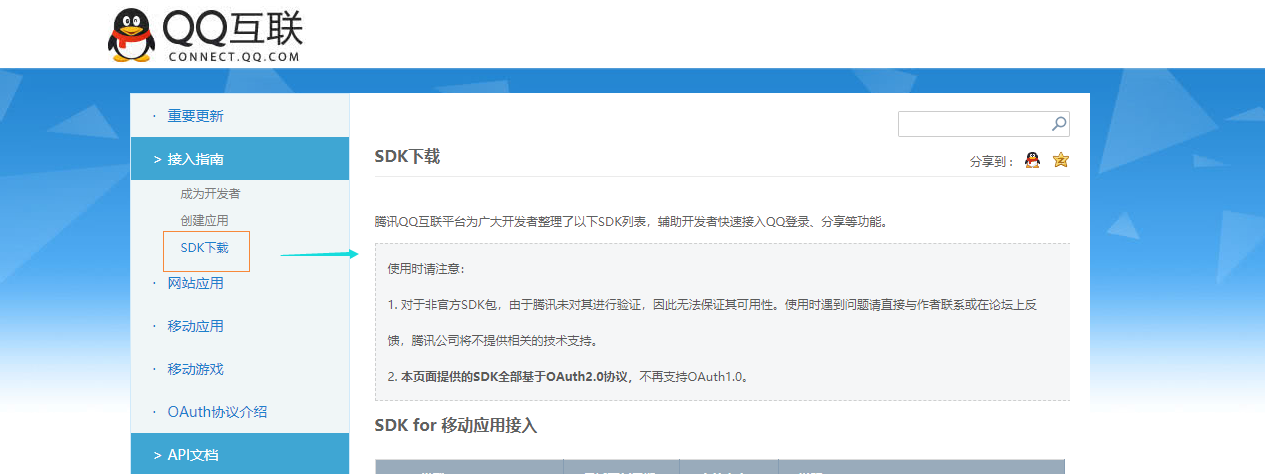 QQ互联
CONNECT.QQ.COM
· 重要更新
> 接入指南
成为开发者
创建应用
SDK下载
· 网站应用
· 移动应用
· 移动游戏
· OAuth协议介绍
> API文档
SDK下载
分享到：
腾讯QQ互联平台为广大开发者整理了以下SDK列表，辅助开发者快速接入QQ登录、分享等功能。
使用时请注意：
1. 对于非官方SDK包，由于腾讯未对其进行验证，因此无法保证其可用性。使用时遇到问题请直接与作者联系或在论坛上反
馈，腾讯公司将不提供相关的技术支持。
2. 本页面提供的SDK全部基于OAuth2.0协议，不再支持OAuth1.0。
SDK for 移动应用接入